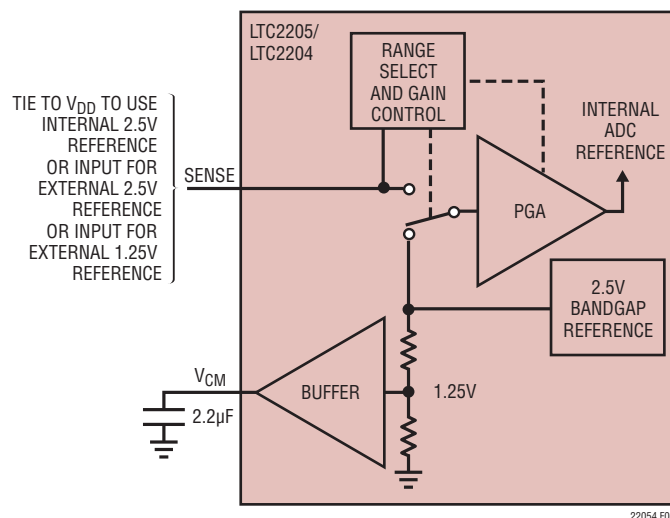 LTC2205/
LTC2204
RANGE
SELECT
AND GAIN
CONTROL
TIE TO VDD TO USE
INTERNAL 2.5V
REFERENCE
OR INPUT FOR
EXTERNAL 2.5V
REFERENCE
OR INPUT FOR
EXTERNAL 1.25V
REFERENCE
SENSE
INTERNAL
ADC
REFERENCE
PGA
2.5V
BANDGAP
REFERENCE
VCM
BUFFER
1.25V
2.2µF